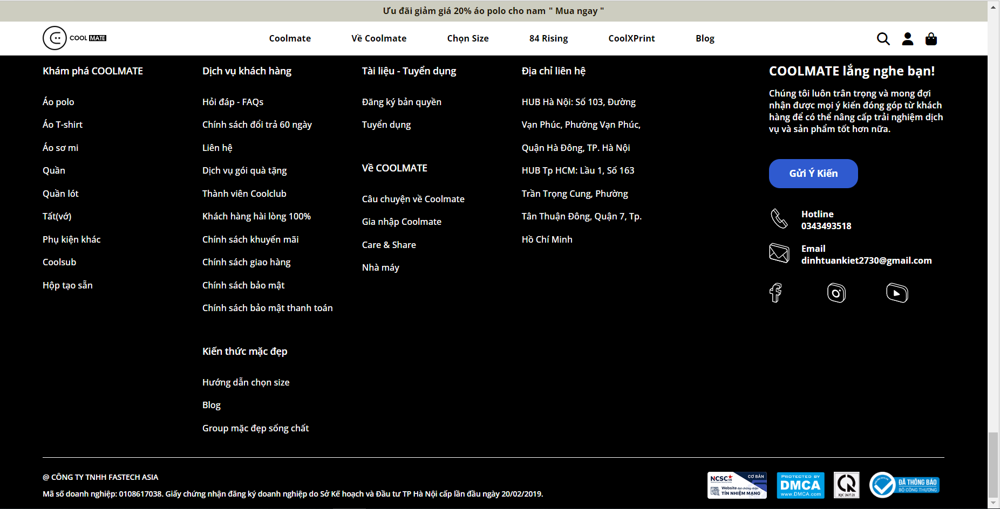 Ưu đãi giảm giá 20% áo polo cho nam " Mua ngay "
COOL MATE
Coolmate
Về Coolmate
Chọn Size
84 Rising
CoolXPrint
Blog
Khám phá COOLMATE
Áo polo
Áo T-shirt
Áo sơ mi
Quần
Quần lót
Tất(vớ)
Phụ kiện khác
Coolsub
Hộp tạo sẵn
Dịch vụ khách hàng
Hỏi đáp - FAQs
Chính sách đổi trả 60 ngày
Liên hệ
Dịch vụ gói quà tặng
Thành viên Coolclub
Khách hàng hài lòng 100%
Chính sách khuyến mãi
Chính sách giao hàng
Chính sách bảo mật
Chính sách bảo mật thanh toán
Kiến thức mặc đẹp
Hướng dẫn chọn size
Blog
Group mặc đẹp sống chất
Tài liệu - Tuyển dụng
Đăng ký bản quyền
Tuyển dụng
Về COOLMATE
Câu chuyện về Coolmate
Gia nhập Coolmate
Care & Share
Nhà máy
Địa chỉ liên hệ
HUB Hà Nội: Số 103, Đường
Vạn Phúc, Phường Vạn Phúc,
Quận Hà Đông, TP. Hà Nội
HUB Tp HCM: Lầu 1, Số 163
Trần Trọng Cung, Phường
Tân Thuận Đông, Quận 7, Tp.
Hồ Chí Minh
COOLMATE lắng nghe bạn!
Chúng tôi luôn trân trọng và mong đợi
nhận được mọi ý kiến đóng góp từ khách
hàng để có thể nâng cấp trải nghiệm dịch
vụ và sản phẩm tốt hơn nữa.
Gửi Ý Kiến
Hotline
0343493518
Email
dinhtuankiet2730@gmail.com
@ CÔNG TY TNHH FASTECH ASIA
Mã số doanh nghiệp: 0108617038. Giấy chứng nhận đăng ký doanh nghiệp do Sở Kế hoạch và Đầu tư TP Hà Nội cấp lần đầu ngày 20/02/2019.
NCSC VN
CƠ BẢN
Website đạt chứng nhận
TÍN NHIỆM MẠNG
PROTECTED BY
DMCA
www.DMCA.com
IQC 2637.21
ĐÃ THÔNG BÁO
BỘ CÔNG THƯƠNG